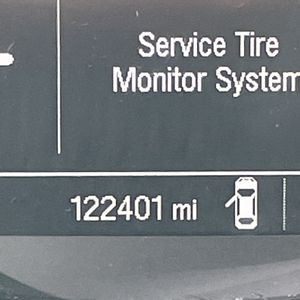 Service Tire
Monitor System
122401 mi